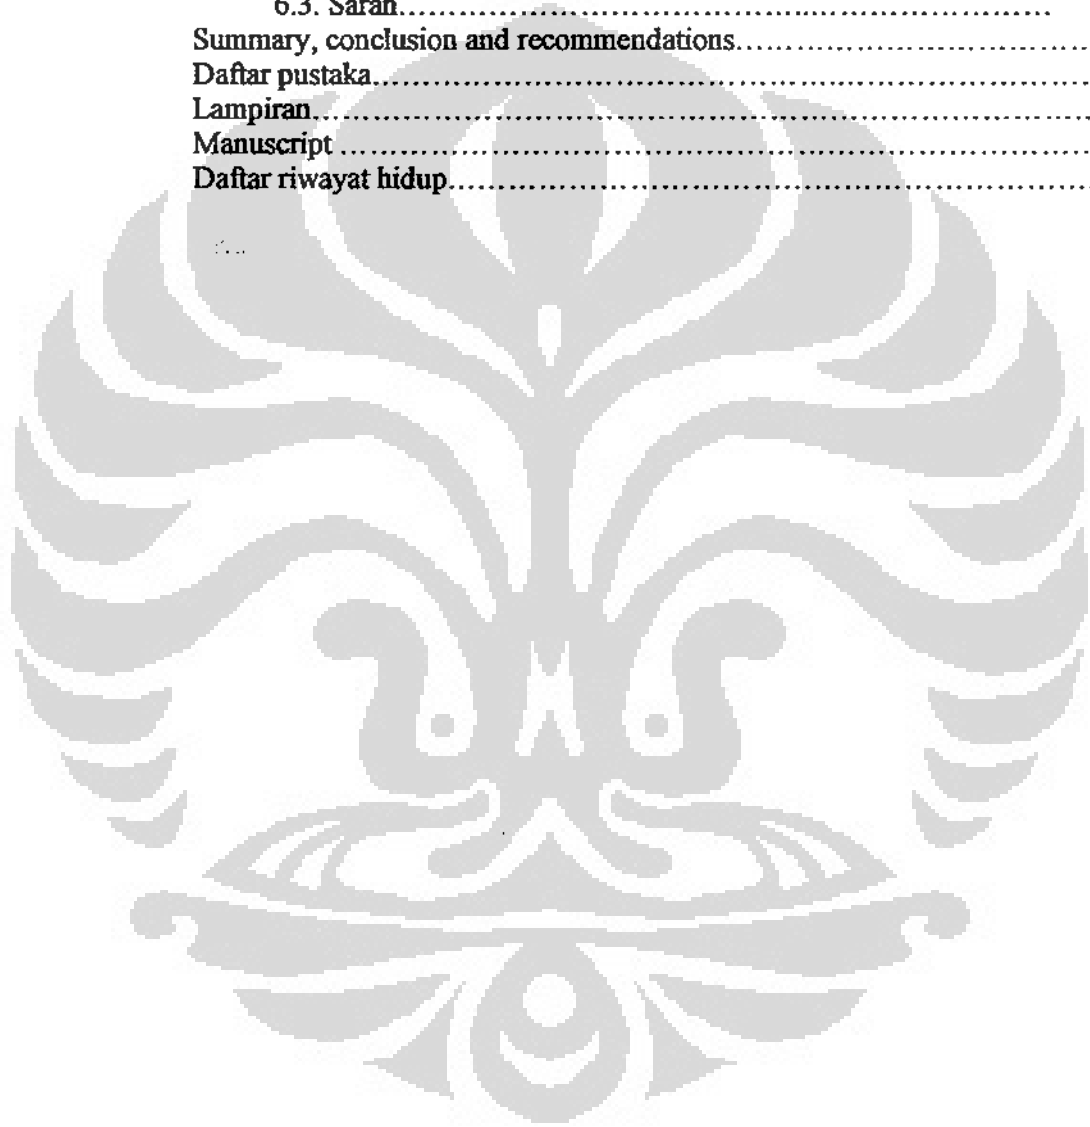 6.3. Saran..................................................................
Summary, conclusion and recommendations....................................
Daftar pustaka..........................................................................
Lampiran.................................................................................
Manuscript ..............................................................................
Daftar riwayat hidup..................................................................